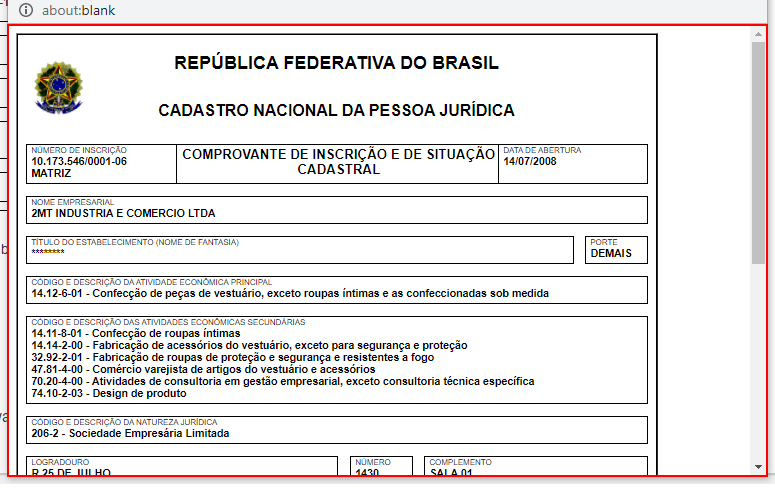 about:blank
REPÚBLICA FEDERATIVA DO BRASIL
CADASTRO NACIONAL DA PESSOA JURÍDICA
NÚMERO DE INSCRIÇÃO
10.173.546/0001-06
MATRIZ
COMPROVANTE DE INSCRIÇÃO E DE SITUAÇÃO
CADASTRAL
DATA DE ABERTURA
14/07/2008
NOME EMPRESARIAL
2MT INDUSTRIA E COMERCIO LTDA
TÍTULO DO ESTABELECIMENTO (NOME DE FANTASIA)
********
PORTE
DEMAIS
CÓDIGO E DESCRIÇÃO DA ATIVIDADE ECONÔMICA PRINCIPAL
14.12-6-01 - Confecção de peças de vestuário, exceto roupas íntimas e as confeccionadas sob medida
CÓDIGO E DESCRIÇÃO DAS ATIVIDADES ECONÔMICAS SECUNDÁRIAS
14.11-8-01 - Confecção de roupas íntimas
14.14-2-00 - Fabricação de acessórios do vestuário, exceto para segurança e proteção
32.92-2-01 - Fabricação de roupas de proteção e segurança e resistentes a fogo
47.81-4-00 - Comércio varejista de artigos do vestuário e acessórios
70.20-4-00 - Atividades de consultoria em gestão empresarial, exceto consultoria técnica específica
74.10-2-03 - Design de produto
CÓDIGO E DESCRIÇÃO DA NATUREZA JURÍDICA
206-2 - Sociedade Empresária Limitada
LOGRADOURO
R 25 DE JULHO
NÚMERO
1430
COMPLEMENTO
SALA 01